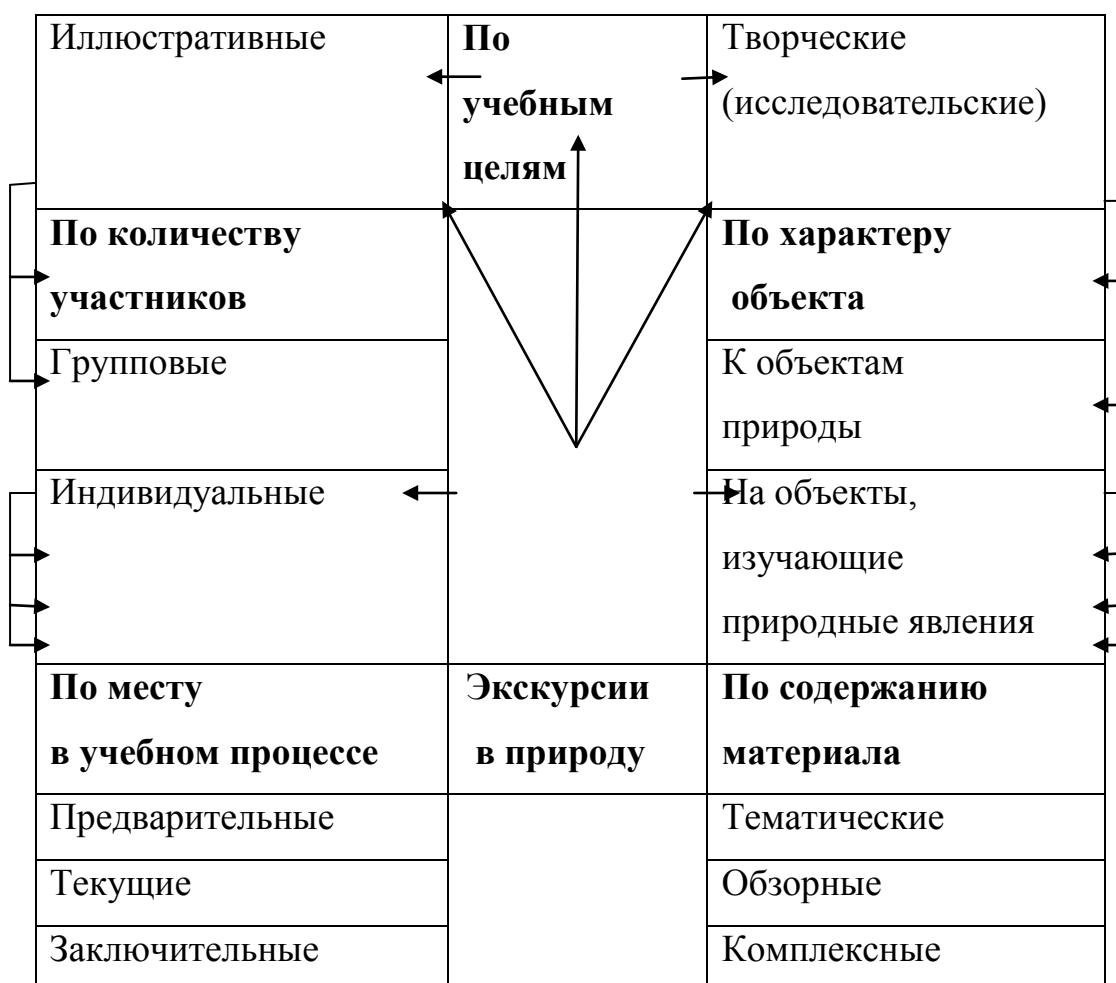 Иллюстративные
По
учебным
целям
Творческие
(исследовательские)
По количеству
участников
По характеру
объекта
Групповые
К объектам
природы
Индивидуальные
На объекты,
изучающие
природные явления
По месту
в учебном процессе
Экскурсии
в природу
По содержанию
материала
Предварительные
Тематические
Текущие
Обзорные
Заключительные
Комплексные